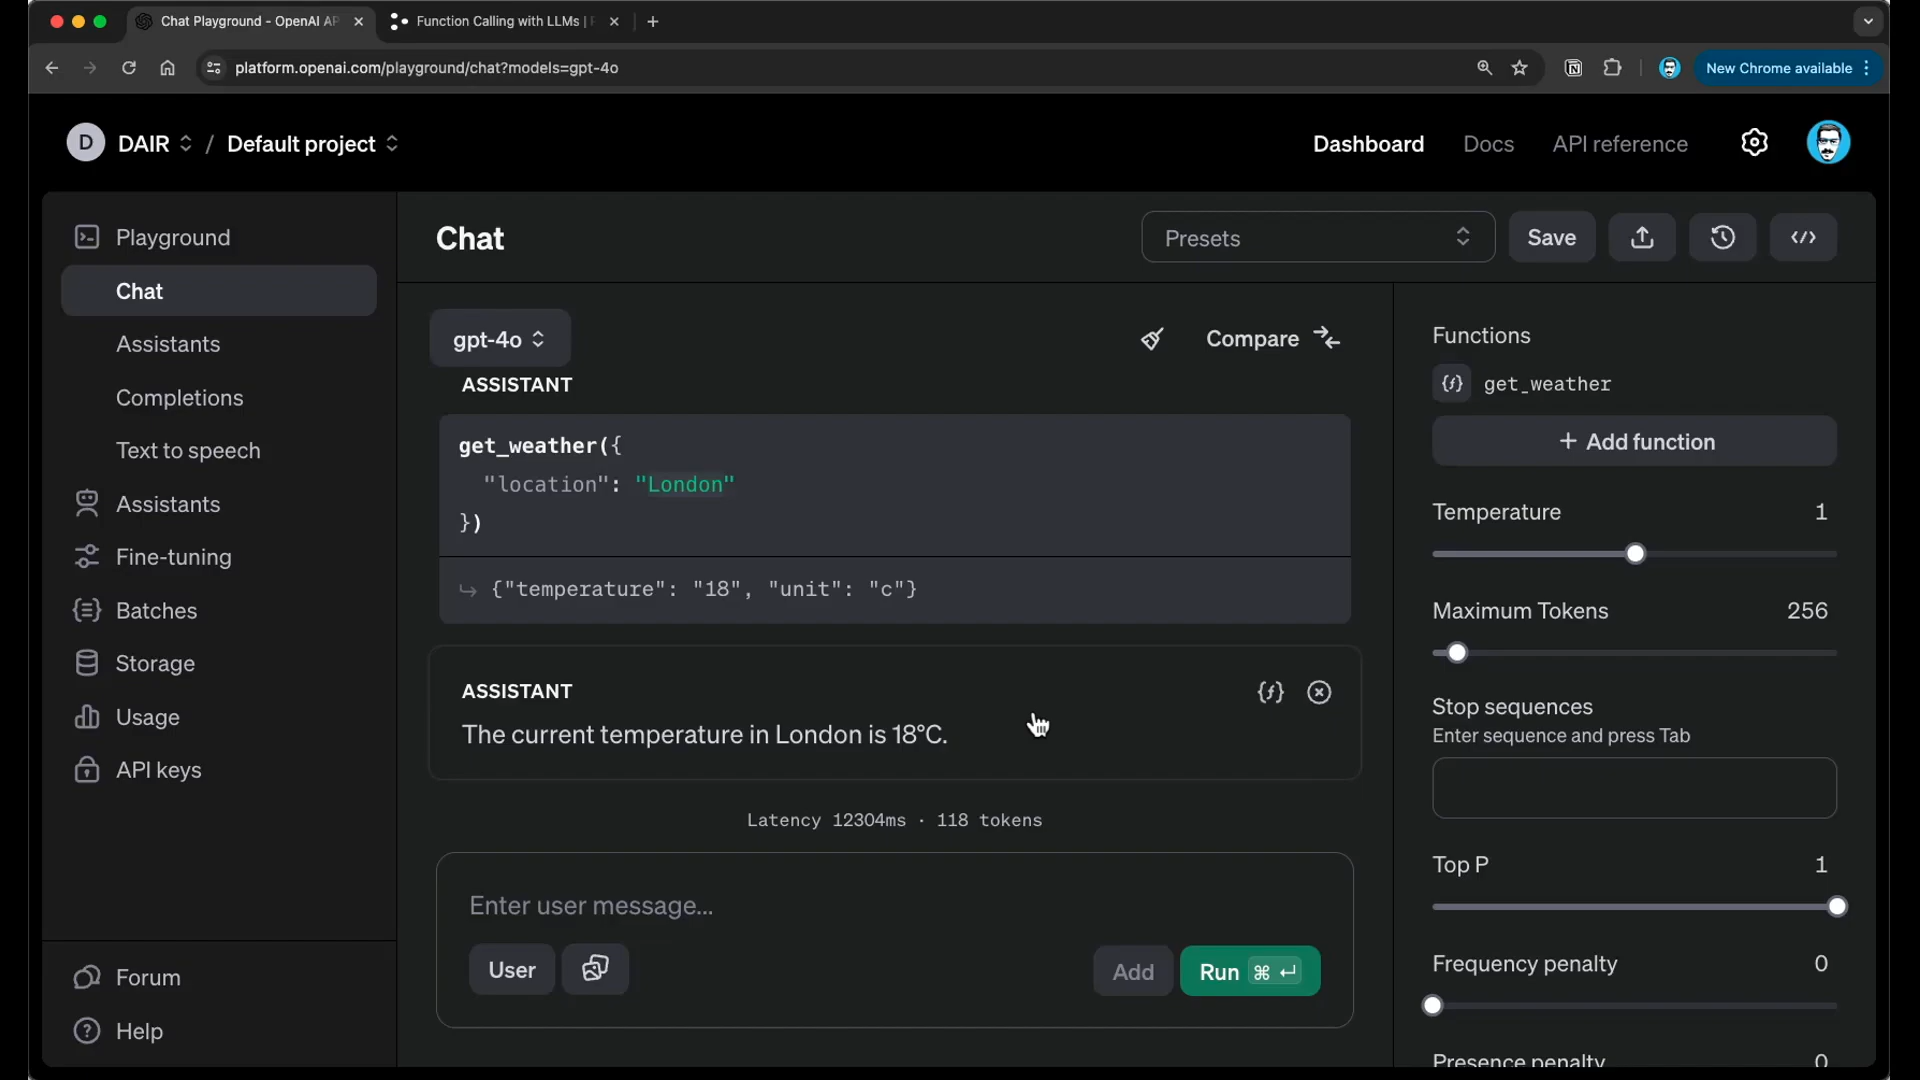 Chat Playground - OpenAI AP
Function Calling with LLMs |
platform.openai.com/playground/chat?models=gpt-4o
New Chrome available
D
DAIR
/
Default project
Dashboard
Docs
API reference
Playground
Chat
Assistants
Completions
Text to speech
Assistants
Fine-tuning
Batches
Storage
Usage
API keys
Forum
Help
Chat
Presets
Save
gpt-4o
Compare
ASSISTANT
get_weather({
"location": "London"
})
{"temperature": "18", "unit": "c"}
ASSISTANT
The current temperature in London is 18°C.
Latency 12304ms · 118 tokens
Enter user message...
User
Add
Run ⌘ ↵
Functions
get_weather
+ Add function
Temperature 1
Maximum Tokens 256
Stop sequences
Enter sequence and press Tab
Top P 1
Frequency penalty 0
Presence penalty 0